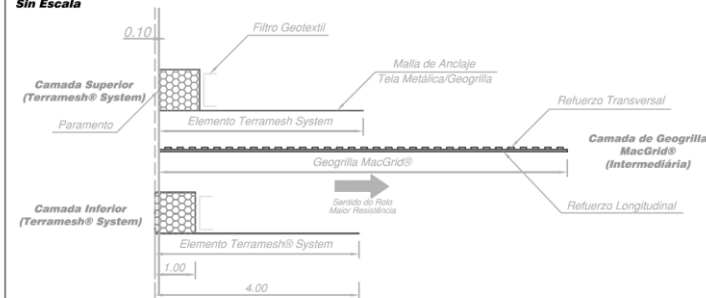 Sin Escala
0.10
Filtro Geotextil
Malla de Anclaje
Tela Metálica/Geogrilla
Camada Superior
(Terramesh® System)
Refuerzo Transversal
Paramento
Elemento Terramesh System
Camada de Geogrilla
MacGrid®
(Intermediária)
Geogrilla MacGrid®
Sentido do Rolo
Maior Resistência
Camada Inferior
(Terramesh® System)
Refuerzo Longitudinal
Elemento Terramesh® System
1.00
4.00